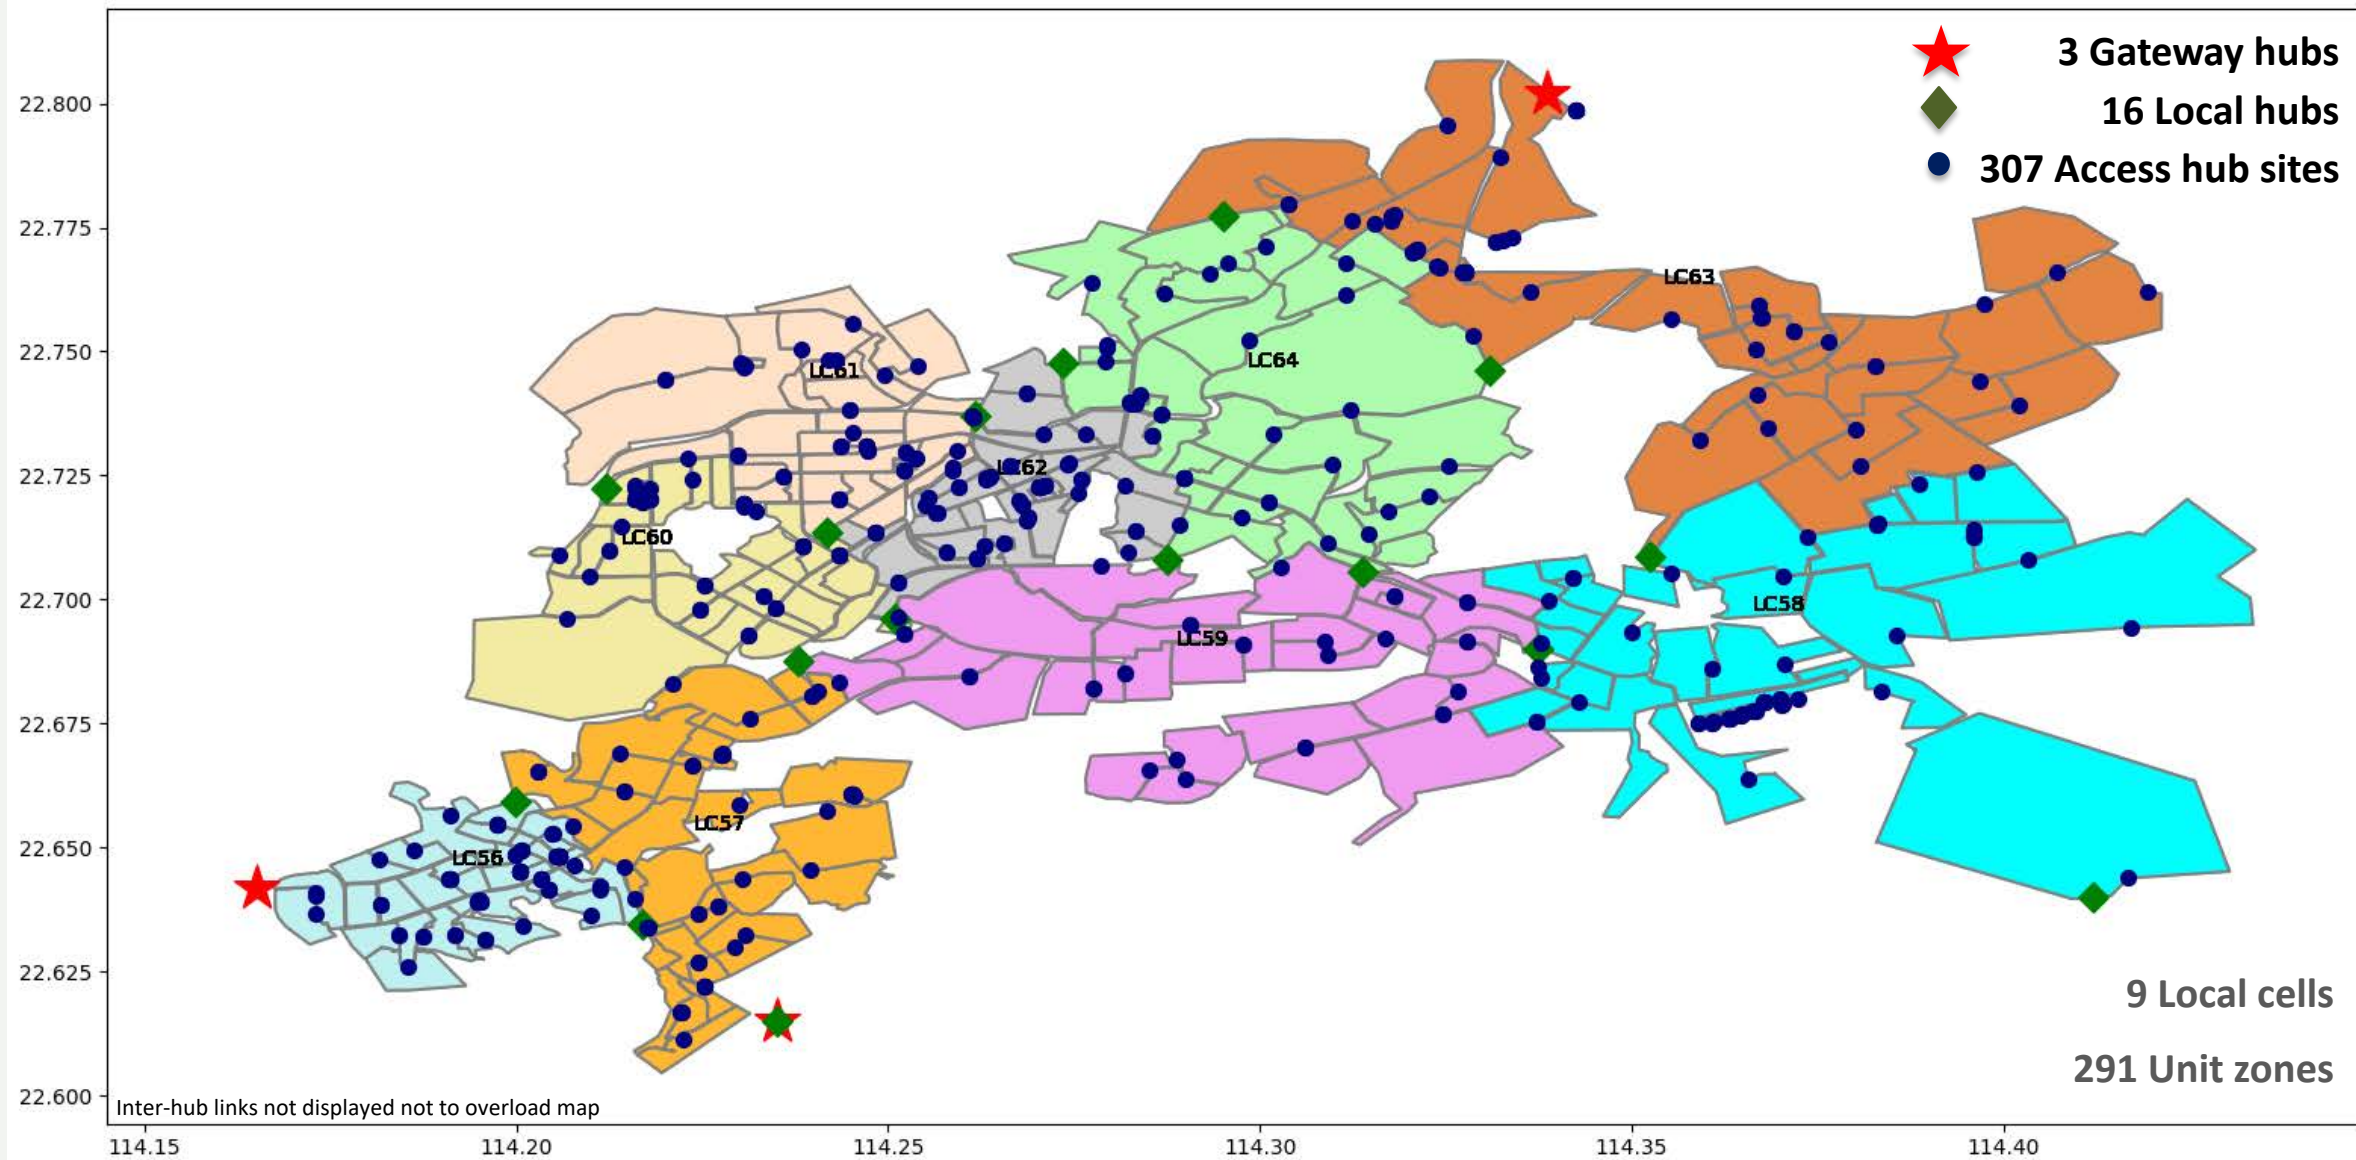 3 Gateway hubs
16 Local hubs
307 Access hub sites
22.800
22.775
22.750
22.725
22.700
22.675
22.650
22.625
22.600
LC63
LC64
LC61
LC62
LC60
LC58
LC59
LC57
LC56
9 Local cells
291 Unit zones
Inter-hub links not displayed not to overload map
114.15 114.20 114.25 114.30 114.35 114.40